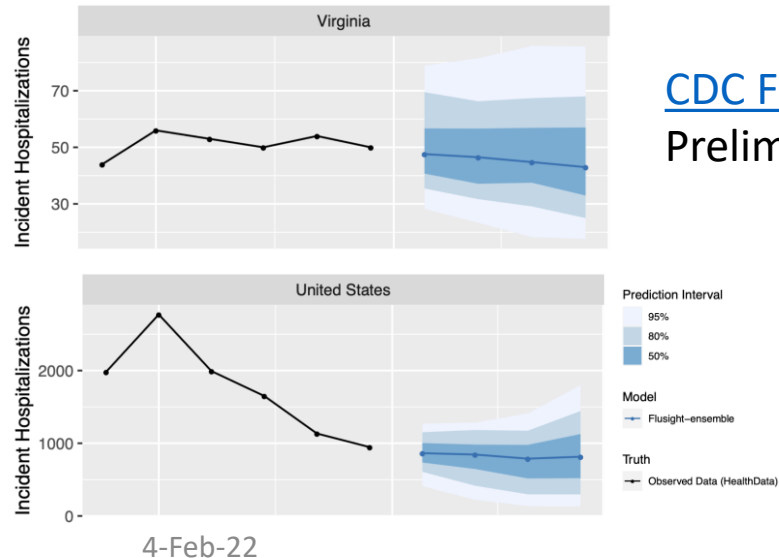 Virginia
Incident Hospitalizations
70
50
30
CDC F
Prelim
United States
Incident Hospitalizations
2000
1000
0
Prediction Interval
95%
80%
50%
Model
Flusight-ensemble
Truth
Observed Data (HealthData)
4-Feb-22